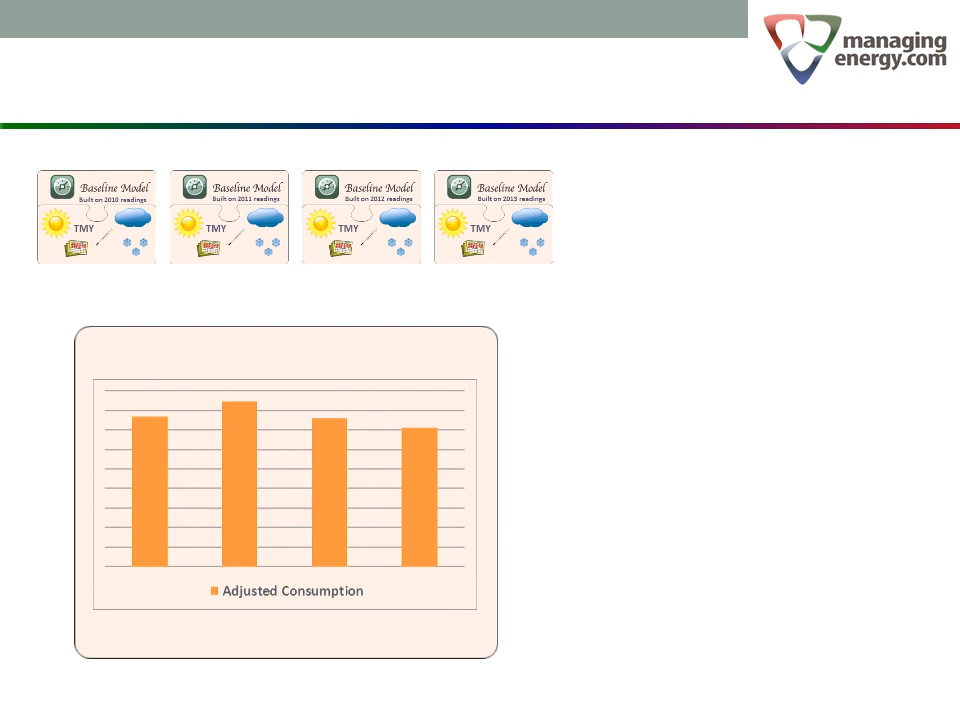 managing
energy.com
Baseline Model
Built on 2010 readings
TMY
Baseline Model
Built on 2011 readings
TMY
Baseline Model
Built on 2012 readings
TMY
Baseline Model
Built on 2013 readings
TMY
Adjusted Consumption